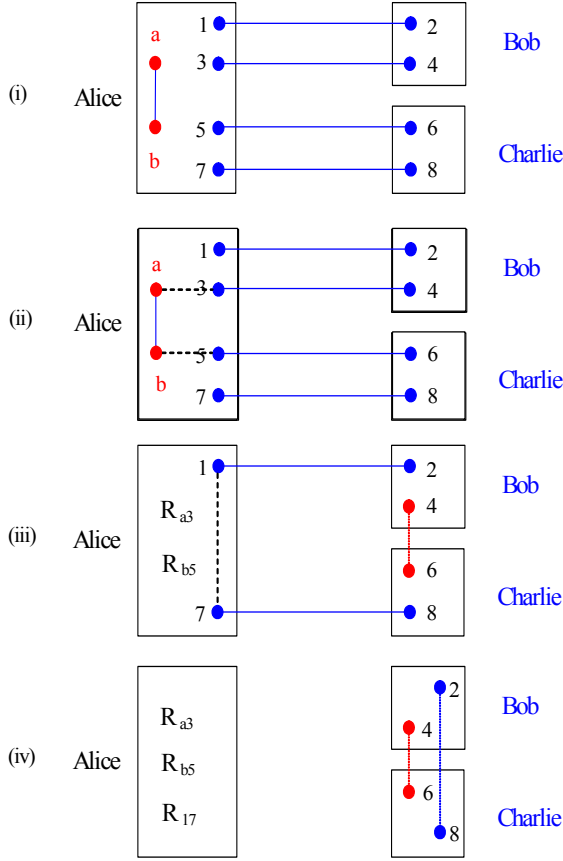 1 2 Bob
a
3 4
(i) Alice
5 6
b
7 8 Charlie
1 2
a Bob
3 4
(ii) Alice
5 6
b 7 8 Charlie
1 2
Bob
R a3 4
(iii) Alice
R b5 6
7 8 Charlie
2
R a3 4 Bob
(iv) Alice R b5
6
R 17
8 Charlie